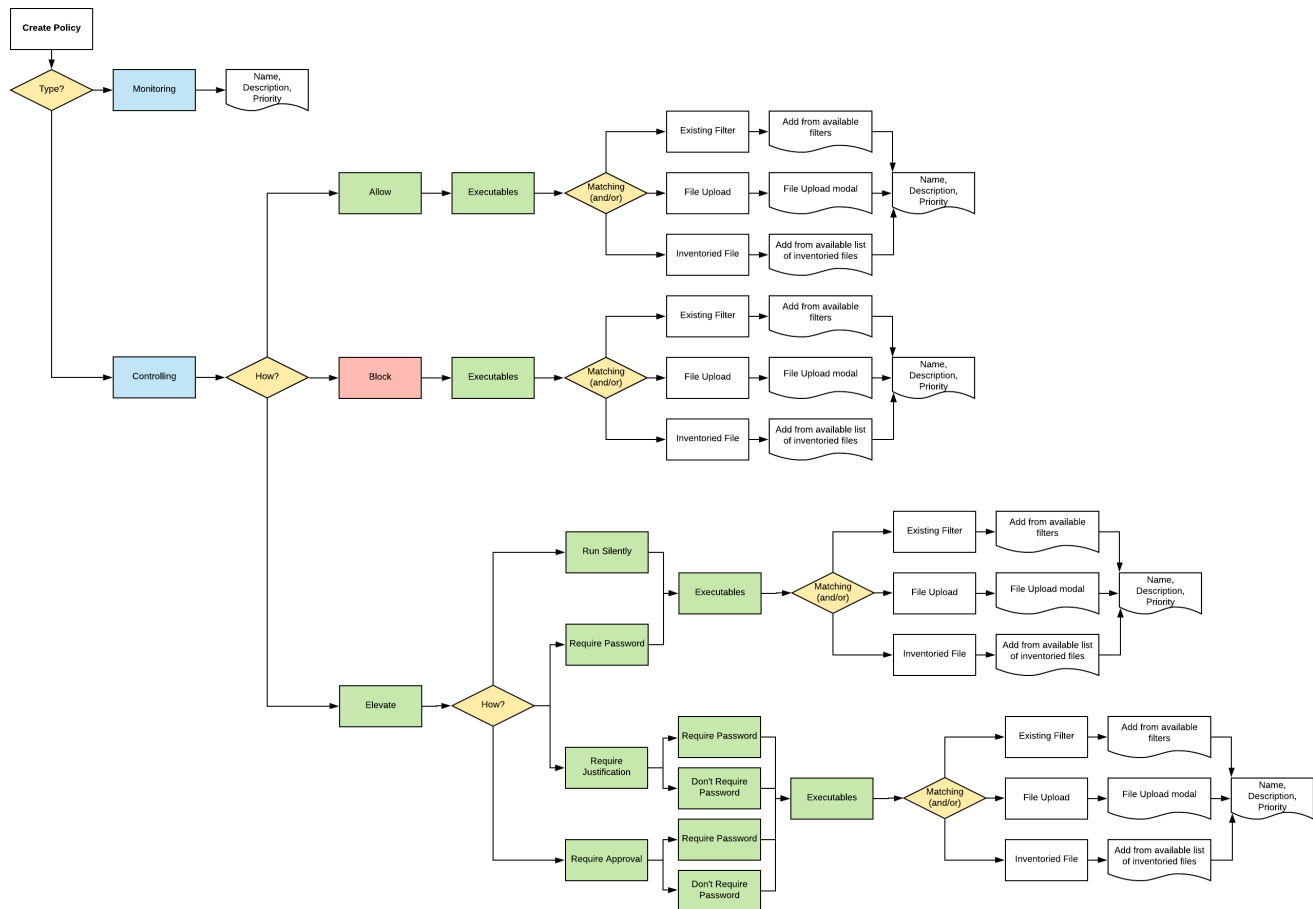 Create Policy
Type?
Monitoring
Name,
Description,
Priority
Existing Filter
Add from available
filters
Allow
Executables
Matching
(and/or)
File Upload
File Upload modal
Name,
Description,
Priority
Inventoried File
Add from available list
of inventoried files
Existing Filter
Add from available
filters
Controlling
How?
Block
Executables
Matching
(and/or)
File Upload
File Upload modal
Name,
Description,
Priority
Inventoried File
Add from available list
of inventoried files
Run Silently
Existing Filter
Add from available
filters
Executables
Matching
(and/or)
File Upload
File Upload modal
Name,
Description,
Priority
Require Password
Inventoried File
Add from available list
of inventoried files
Elevate
How?
Require
Justification
Require Password
Don't Require
Password
Existing Filter
Add from available
filters
Executables
Matching
(and/or)
File Upload
File Upload modal
Name,
Description,
Priority
Require Approval
Require Password
Don't Require
Password
Inventoried File
Add from available list
of inventoried files